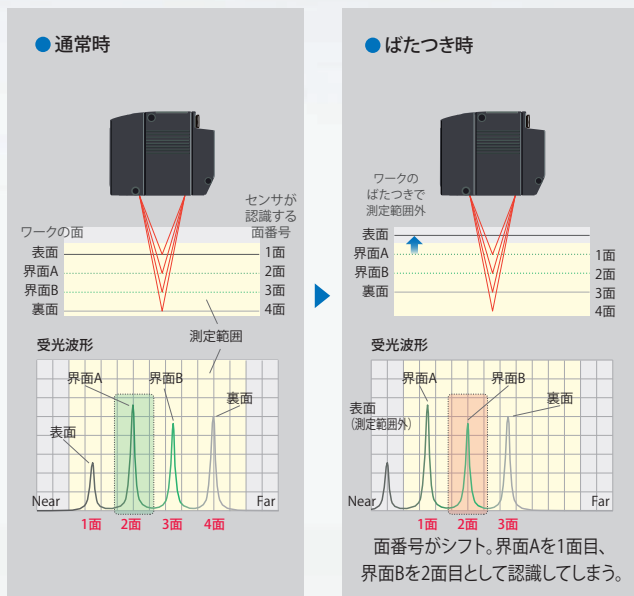 ● 通常時
センサが
認識する
面番号
ワークの面
表面
1面
界面A
2面
界面B
3面
裏面
4面
測定範囲
受光波形
界面A
界面B
裏面
表面
Near
Far
1面
2面
3面
4面
● ばたつき時
ワークの
ばたつきで
測定範囲外
表面
界面A
1面
界面B
2面
裏面
3面
4面
受光波形
界面A
界面B
裏面
表面
(測定範囲外)
Near
Far
1面
2面
3面
面番号がシフト。界面Aを1面目、
界面Bを2面目として認識してしまう。